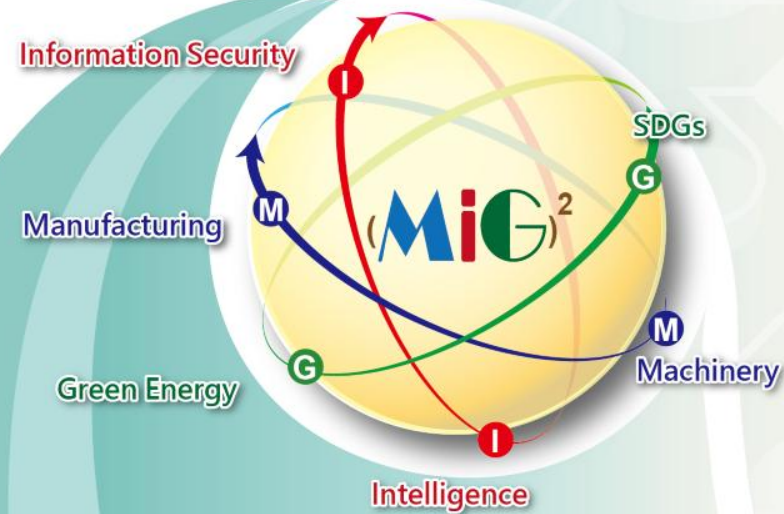 Information Security
I
SDGs
G
M
(MiG)²
Manufacturing
M
Machinery
G
Green Energy
I
Intelligence